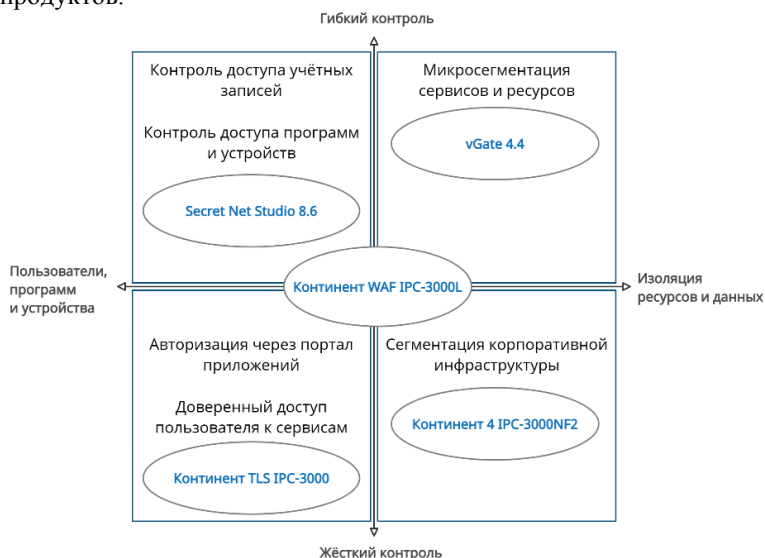 продуктов.
Гибкий контроль
Контроль доступа учётных
записей
Контроль доступа программ
и устройств
Secret Net Studio 8.6
Микросегментация
сервисов и ресурсов
vGate 4.4
Пользователи,
программ
и устройства
Континент WAF IPC-3000L
Изоляция
ресурсов и данных
Авторизация через портал
приложений
Доверенный доступ
пользователя к сервисам
Континент TLS IPC-3000
Сегментация корпоративной
инфраструктуры
Континент 4 IPC-3000NF2
Жёсткий контроль